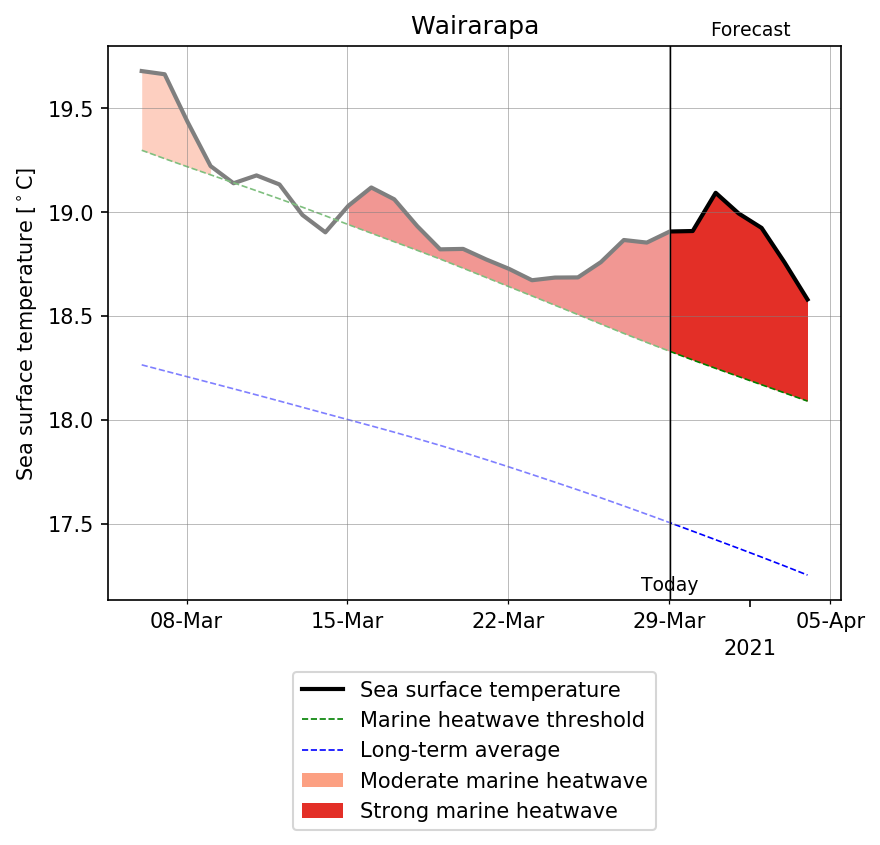 Wairarapa
Forecast
Sea surface temperature [°C]
19.5
19.0
18.5
18.0
17.5
Today
08-Mar 15-Mar 22-Mar 29-Mar 05-Apr
2021
Sea surface temperature
Marine heatwave threshold
Long-term average
Moderate marine heatwave
Strong marine heatwave